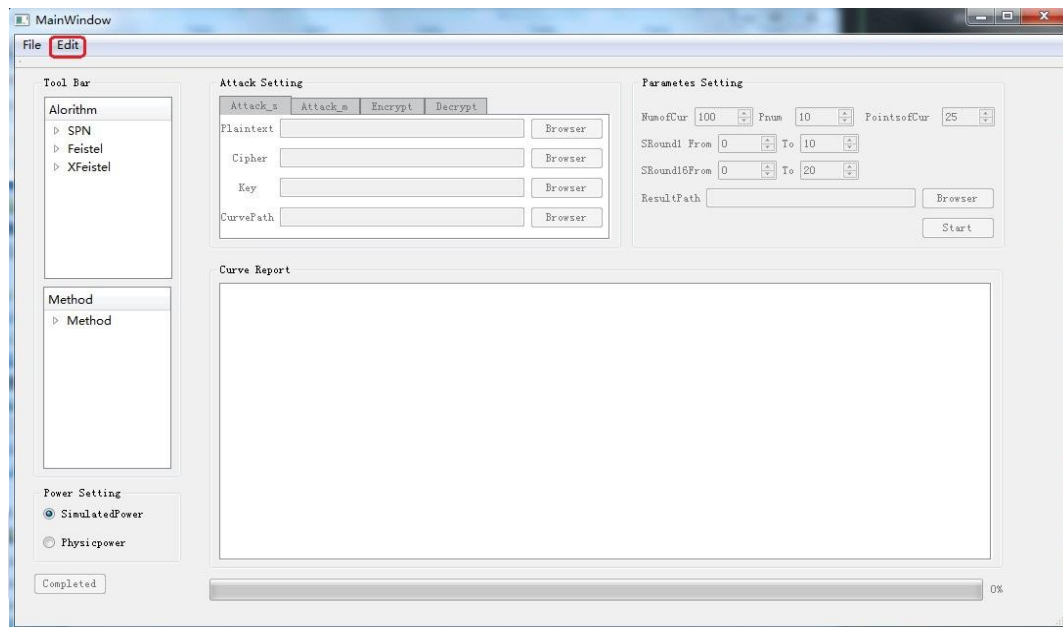 MainWindow
File Edit
Tool Bar
Alorithm
SPN
Feistel
XFeistel
Method
Method
Power Setting
SimulatedPower
Physicpower
Completed
Attack Setting
Attack_s Attack_m Encrypt Decrypt
Plaintext Browser
Cipher Browser
Key Browser
CurvePath Browser
Parametes Setting
NumofCur 100 Pnum 10 PointsofCur 25
SRound1 From 0 To 10
SRound16From 0 To 20
ResultPath Browser
Start
Curve Report
0%